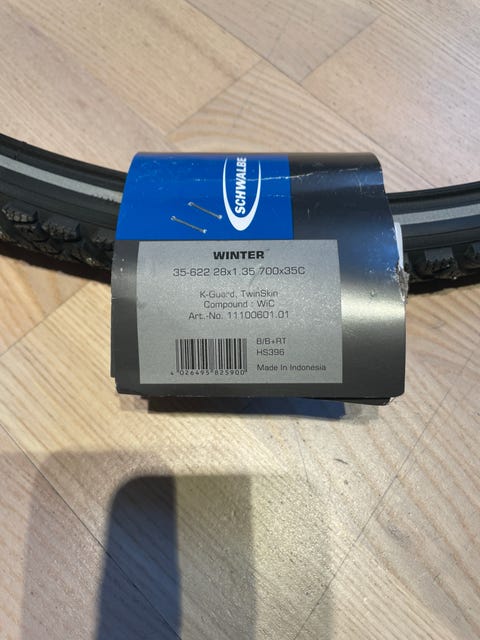 SCHWALBE
WINTER
35-622 28x1.35 700x35C
K-Guard, TwinSkin
Compound : WiC
Art.-No. 11100601.01
B/B+RT
HS396
Made In Indonesia
4 026495 825900